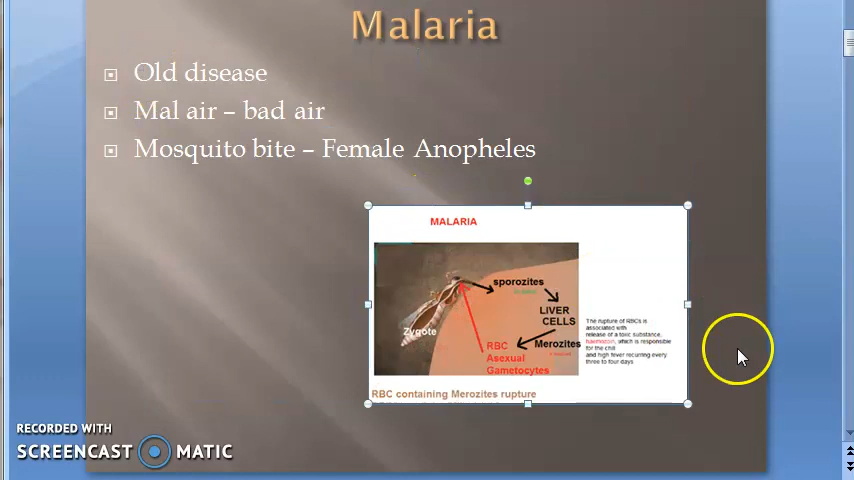 Malaria
Old disease
Mal air – bad air
Mosquito bite – Female Anopheles
MALARIA
sporozites
LIVER
CELLS
Merozites
Zygote
RBC
Asexual
Gametocytes
The rupture of RBCs is
associated with
release of a toxic substance,
haemozoin, which is responsible
for the chill
and high fever recurring every
three to four days
RBC containing Merozites rupture
RECORDED WITH
SCREENCAST MATIC